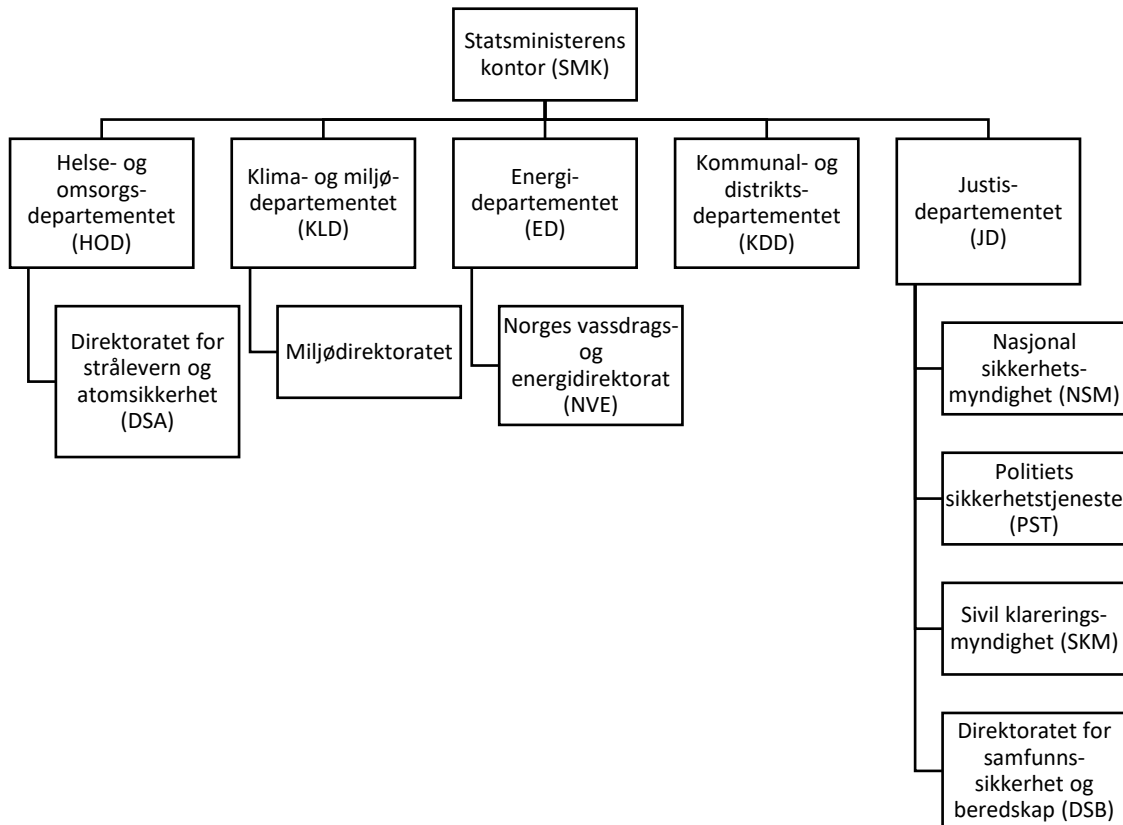 Statsministerens
kontor (SMK)
Helse- og
omsorgs-
departementet
(HOD)
Klima- og miljø-
departementet
(KLD)
Energi-
departementet
(ED)
Kommunal- og
distrikts-
departementet
(KDD)
Justis-
departementet
(JD)
Direktoratet for
strålevern og
atomsikkerhet
(DSA)
Miljødirektoratet
Norges vassdrags-
og
energidirektorat
(NVE)
Nasjonal
sikkerhets-
myndighet (NSM)
Politiets
sikkerhetstjeneste
(PST)
Sivil klarerings-
myndighet (SKM)
Direktoratet for
samfunns-
sikkerhet og
beredskap (DSB)